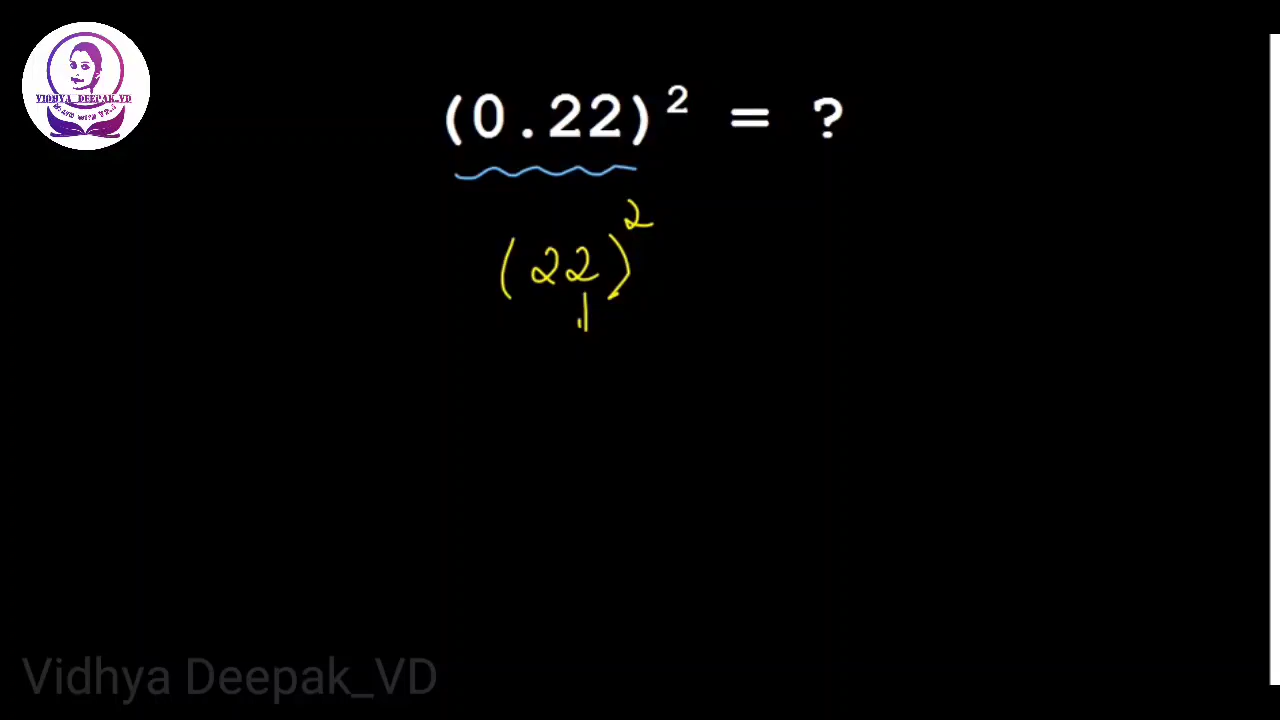 VIDHYA_DEEPAK_VD
(0.22)² = ?
(22)²
Vidhya Deepak_VD